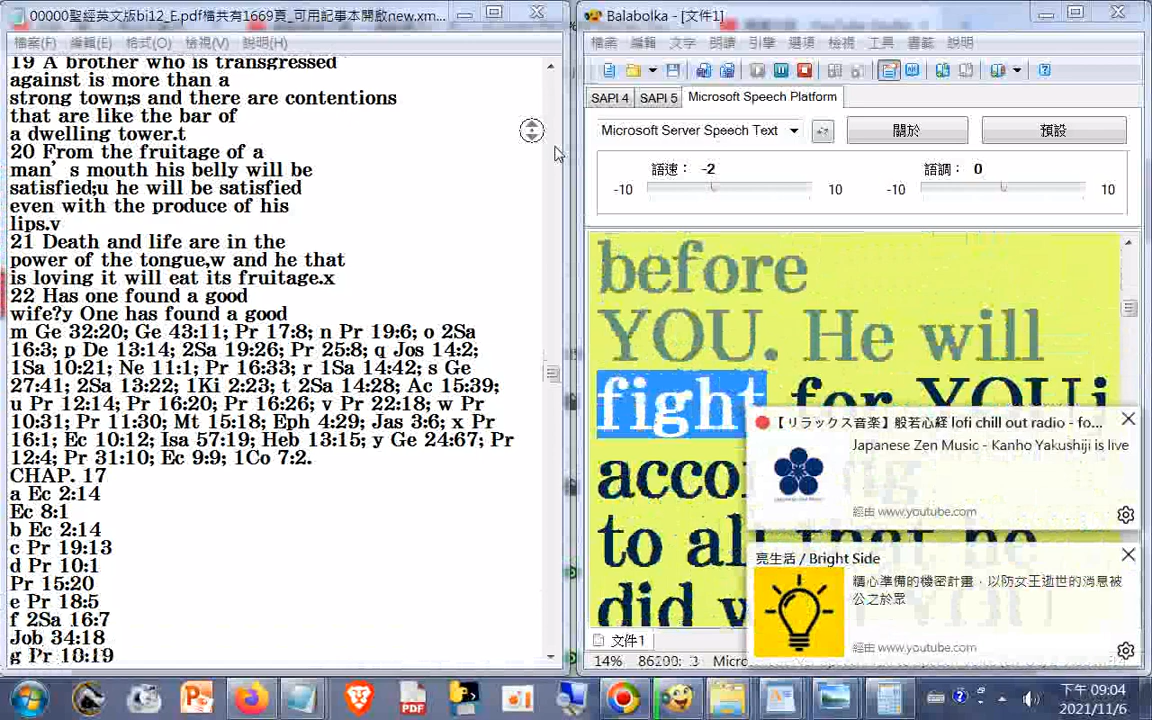 00000聖經英文版bi12_E.pdf檔共有1669頁_可用記事本開啟new.xm...
檔案(F) 編輯(E) 格式(O) 檢視(V) 說明(H)
19 A brother who is transgressed
against is more than a
strong town;s and there are contentions
that are like the bar of
a dwelling tower.t
20 From the fruitage of a
man's mouth his belly will be
satisfied;u he will be satisfied
even with the produce of his
lips.v
21 Death and life are in the
power of the tongue,w and he that
is loving it will eat its fruitage.x
22 Has one found a good
wife?y One has found a good
m Ge 32:20; Ge 43:11; Pr 17:8; n Pr 19:6; o 2Sa
16:3; p De 13:14; 2Sa 19:26; Pr 25:8; q Jos 14:2;
1Sa 10:21; Ne 11:1; Pr 16:33; r 1Sa 14:42; s Ge
27:41; 2Sa 13:22; 1Ki 2:23; t 2Sa 14:28; Ac 15:39;
u Pr 12:14; Pr 16:20; Pr 16:26; v Pr 22:18; w Pr
10:31; Pr 11:30; Mt 15:18; Eph 4:29; Jas 3:6; x Pr
16:1; Ec 10:12; Isa 57:19; Heb 13:15; y Ge 24:67; Pr
12:4; Pr 31:10; Ec 9:9; 1Co 7:2.
CHAP. 17
a Ec 2:14
Ec 8:1
b Ec 2:14
c Pr 19:13
d Pr 10:1
Pr 15:20
e Pr 18:5
f 2Sa 16:7
Job 34:18
g Pr 18:19
Balabolka - [文件1]
檔案 編輯 文字 朗讀 引擎 選項 檢視 工具 書籤 說明
SAPI 4 SAPI 5 Microsoft Speech Platform
Microsoft Server Speech Text 關於 預設
語速： -2 語調： 0
-10 10 -10 10
before
YOU. He will
fight for YOU
to all that he
did
【リラックス音楽】般若心経 lofi chill out radio - fo...
Japanese Zen Music - Kanho Yakushiji is live
經由 www.youtube.com
亮生活 / Bright Side
精心準備的機密計畫，以防女王逝世的消息被
公之於眾
經由 www.youtube.com
文件1
14%
下午 09:04
2021/11/6